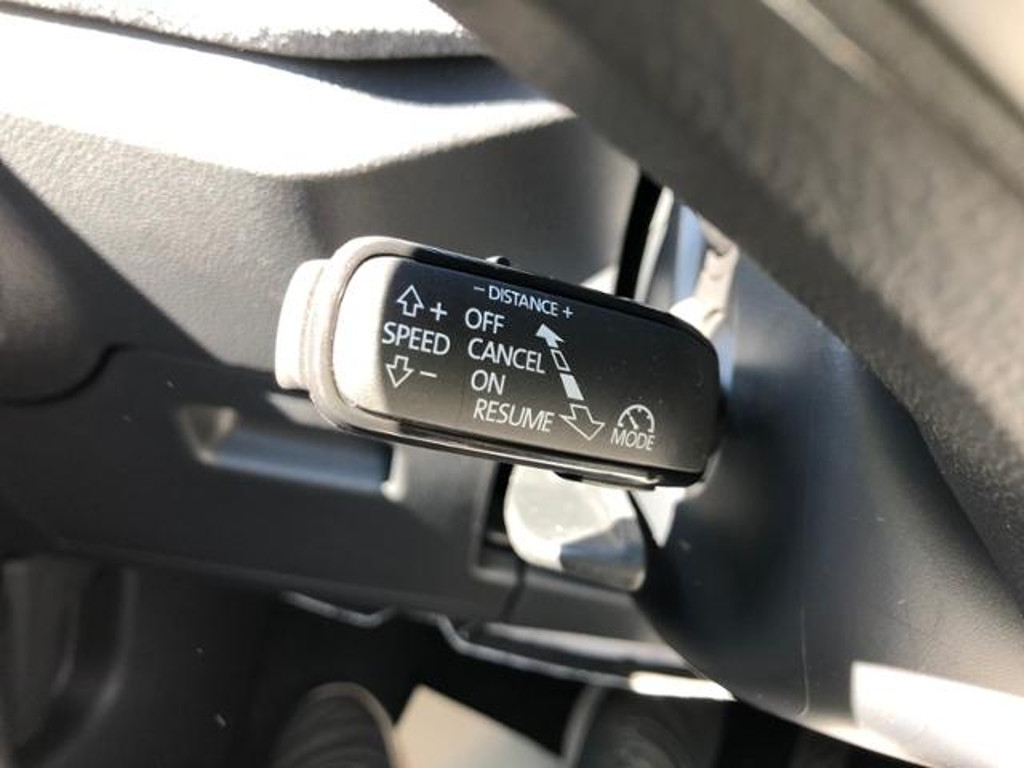 - DISTANCE +
+ OFF
SPEED CANCEL
- ON
RESUME
MODE